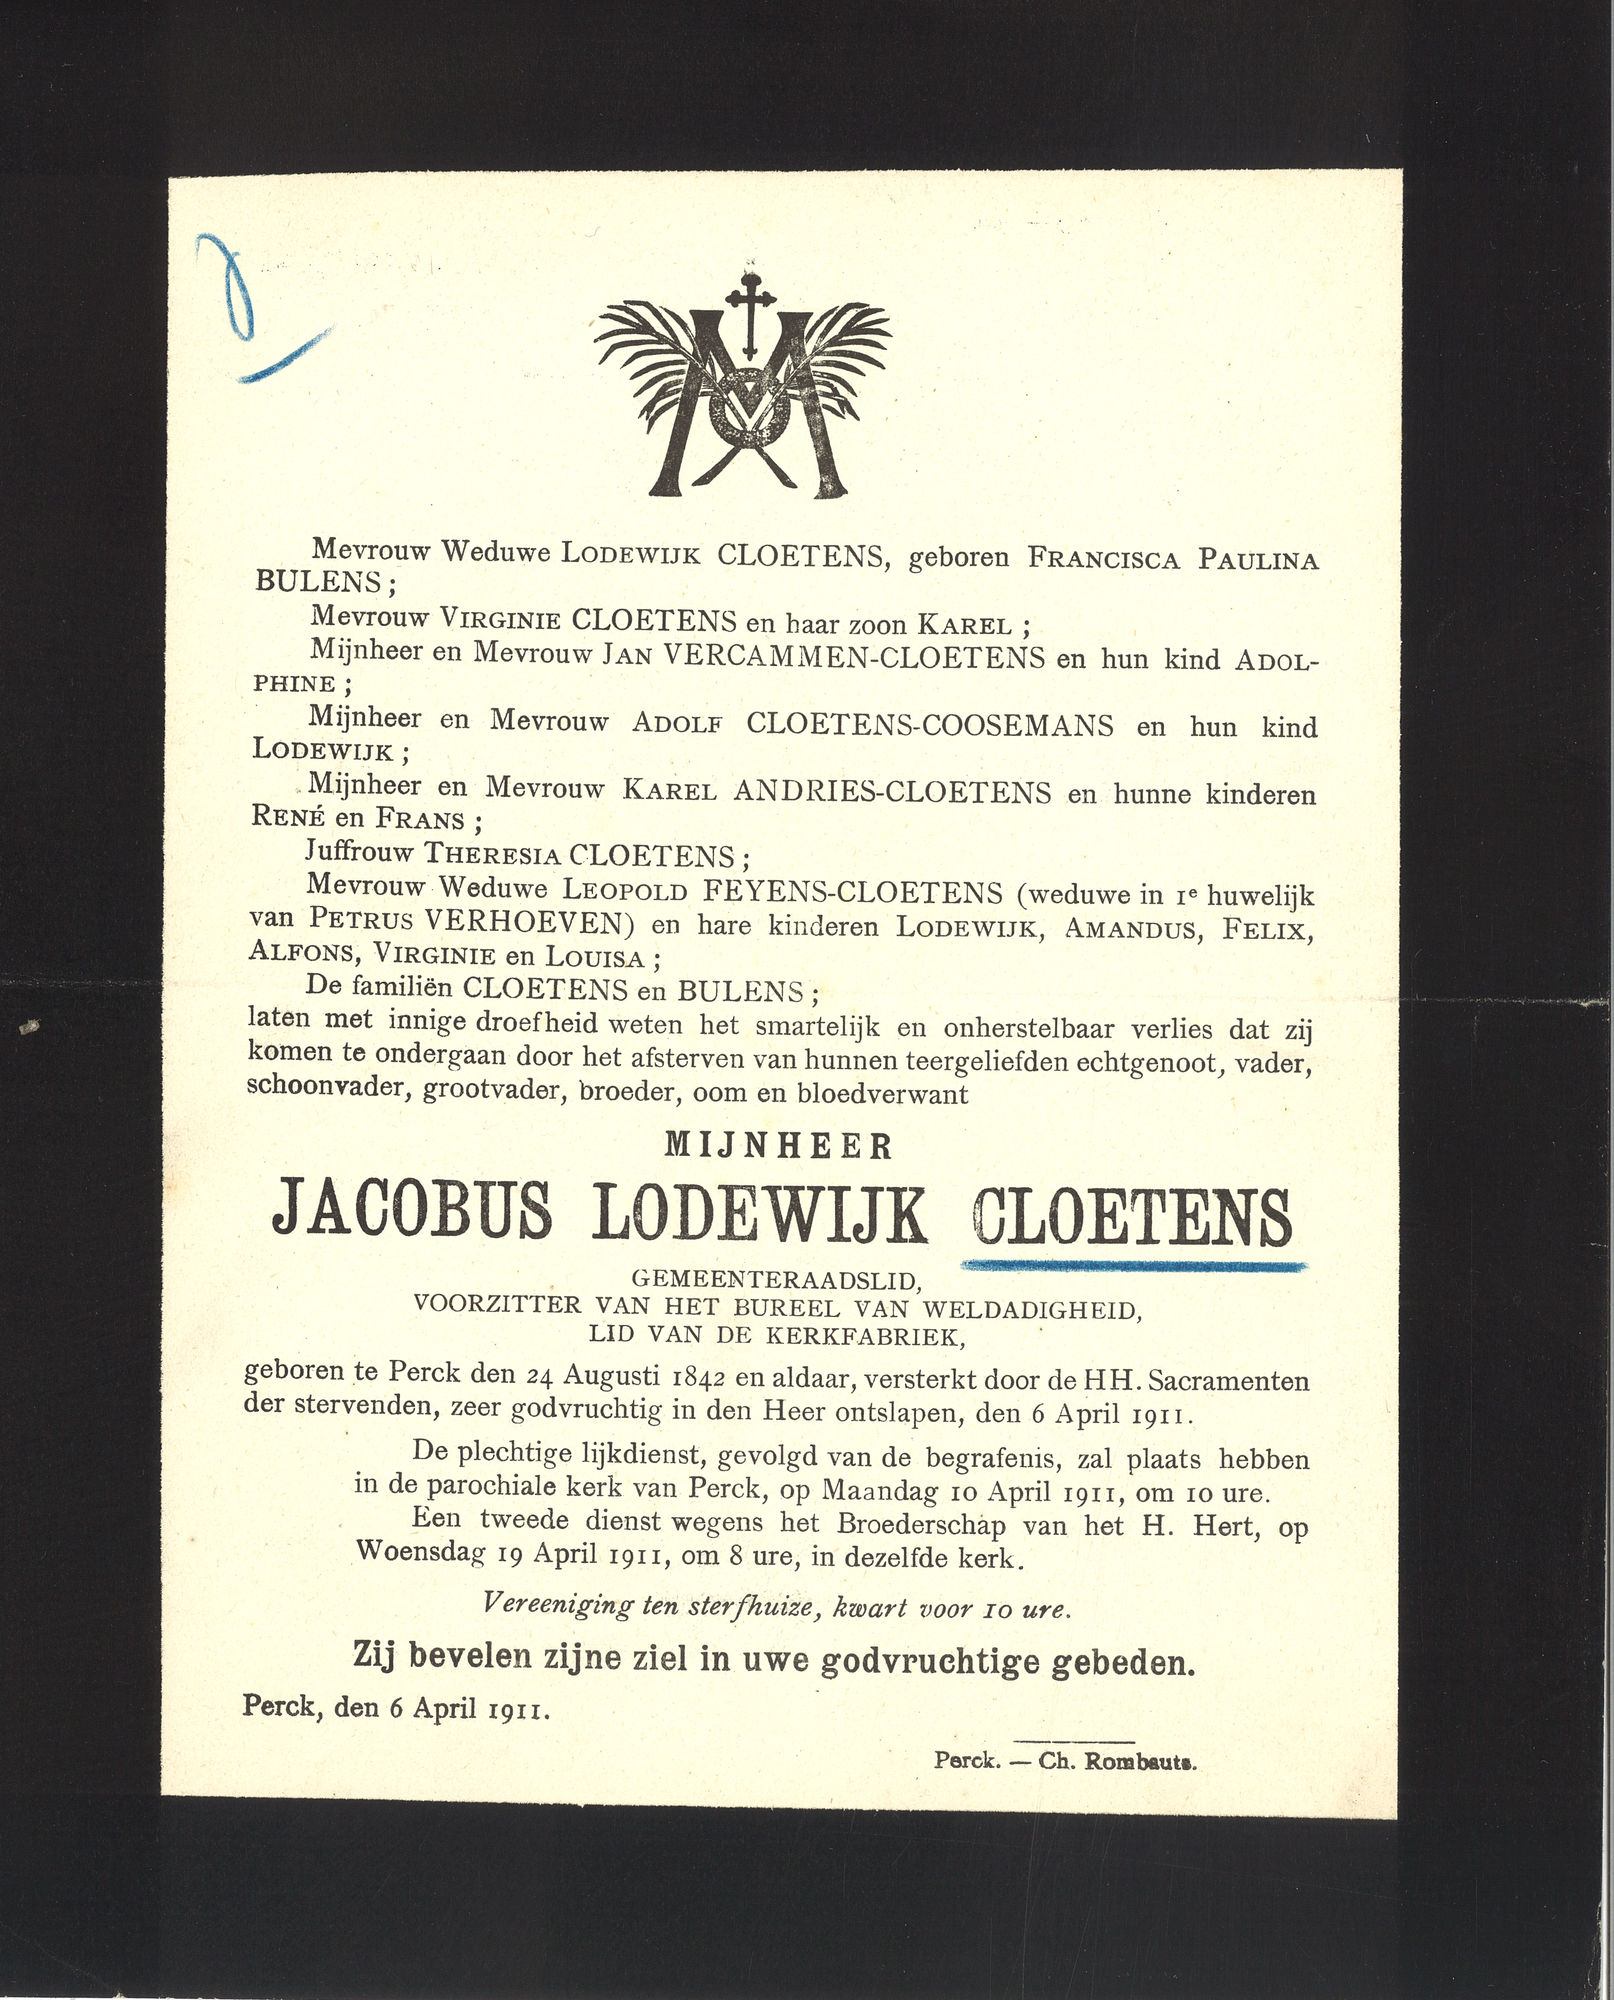 Mevrouw Weduwe LODEWIJK CLOETENS, geboren FRANCISCA PAULINA
BULENS ;
Mevrouw VIRGINIE CLOETENS en haar zoon KAREL ;
Mijnheer en Mevrouw JAN VERCAMMEN-CLOETENS en hun kind ADOL-
PHINE ;
Mijnheer en Mevrouw ADOLF CLOETENS-COOSEMANS en hun kind
LODEWIJK ;
Mijnheer en Mevrouw KAREL ANDRIES-CLOETENS en hunne kinderen
RENÉ en FRANS ;
Juffrouw THERESIA CLOETENS ;
Mevrouw Weduwe LEOPOLD FEYENS-CLOETENS (weduwe in 1e huwelijk
van PETRUS VERHOEVEN) en hare kinderen LODEWIJK, AMANDUS, FELIX,
ALFONS, VIRGINIE en LOUISA ;
De familiën CLOETENS en BULENS ;
laten met innige droefheid weten het smartelijk en onherstelbaar verlies dat zij
komen te ondergaan door het afsterven van hunnen teergeliefden echtgenoot, vader,
schoonvader, grootvader, broeder, oom en bloedverwant
MIJNHEER
JACOBUS LODEWIJK CLOETENS
GEMEENTERAADSLID,
VOORZITTER VAN HET BUREEL VAN WELDADIGHEID,
LID VAN DE KERKFABRIEK,
geboren te Perck den 24 Augusti 1842 en aldaar, versterkt door de HH. Sacramenten
der stervenden, zeer godvruchtig in den Heer ontslapen, den 6 April 1911.
De plechtige lijkdienst, gevolgd van de begrafenis, zal plaats hebben
in de parochiale kerk van Perck, op Maandag 10 April 1911, om 10 ure.
Een tweede dienst wegens het Broederschap van het H. Hert, op
Woensdag 19 April 1911, om 8 ure, in dezelfde kerk.
Vereeniging ten sterfhuize, kwart voor 10 ure.
Zij bevelen zijne ziel in uwe godvruchtige gebeden.
Perck, den 6 April 1911.
Perck. — Ch. Rombauts.